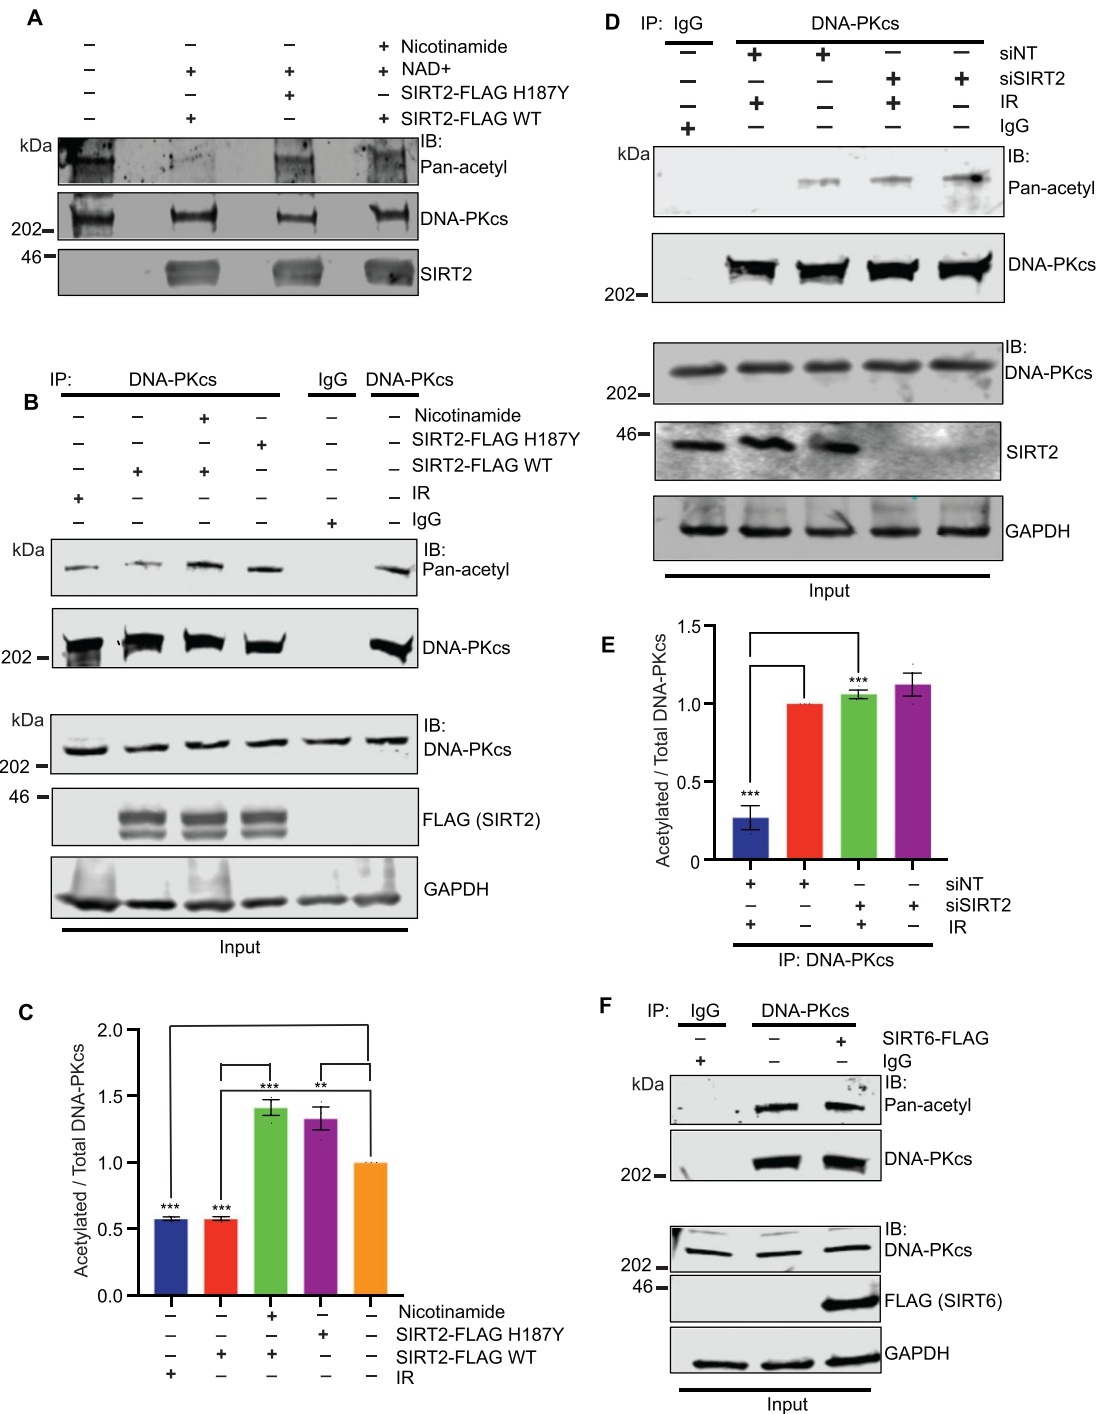 A
– – – + Nicotinamide
– + + + NAD+
– – + – SIRT2-FLAG H187Y
– + – + SIRT2-FLAG WT
kDa
IB:
Pan-acetyl
DNA-PKcs
202
46
SIRT2
B
IP: DNA-PKcs IgG DNA-PKcs
– – + – – – Nicotinamide
– – – + – – SIRT2-FLAG H187Y
– + + – – – SIRT2-FLAG WT
+ – – – – – IR
– – – – + – IgG
kDa
IB:
Pan-acetyl
DNA-PKcs
202
kDa
IB:
DNA-PKcs
202
46
FLAG (SIRT2)
GAPDH
Input
C
Acetylated / Total DNA-PKcs
2.0
1.5
1.0
0.5
0.0
*** *** *** **
– – + – – Nicotinamide
– – – + – SIRT2-FLAG H187Y
– + + – – SIRT2-FLAG WT
+ – – – – IR
D
IP: IgG DNA-PKcs
– + + – – siNT
– – – + + siSIRT2
– + – + – IR
+ – – – – IgG
kDa
IB:
Pan-acetyl
DNA-PKcs
202
IB:
DNA-PKcs
202
46
SIRT2
GAPDH
Input
E
Acetylated / Total DNA-PKcs
1.5
1.0
0.5
0
*** ***
+ + – – siNT
– – + + siSIRT2
+ – + – IR
IP: DNA-PKcs
F
IP: IgG DNA-PKcs
– – + SIRT6-FLAG
+ – – IgG
kDa
IB:
Pan-acetyl
DNA-PKcs
202
IB:
DNA-PKcs
202
46
FLAG (SIRT6)
GAPDH
Input